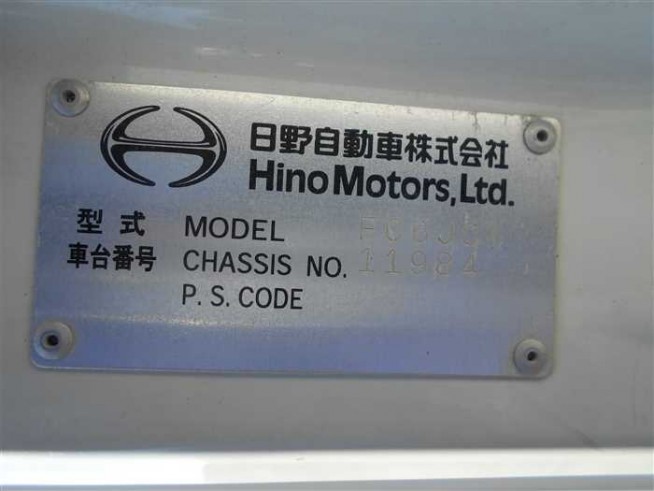 日野自動車株式会社
Hino Motors, Ltd.
型式 MODEL
車台番号 CHASSIS NO. 11984
P. S. CODE